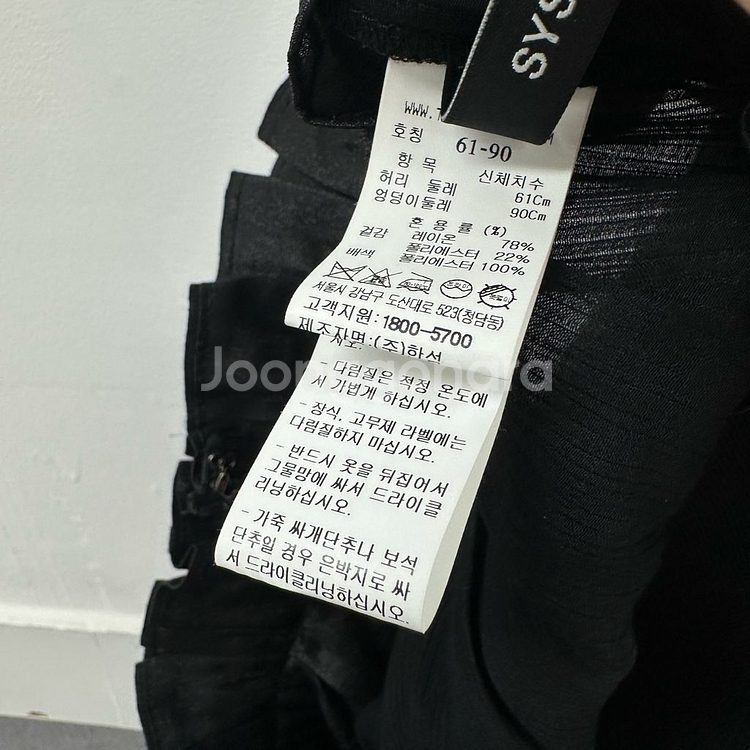 SYS
WWW.
호칭 61-90
항 목 신체치수
허리 둘레 61Cm
엉덩이둘레 90Cm
혼 용 률 (%)
겉감 레이온 78%
폴리에스터 22%
배색 폴리에스터 100%
서울시 강남구 도산대로 523(청담동)
고객지원: 1800-5700
제조자명:(주)한섬
- 다림질은 적정 온도에
서 가볍게 하십시오.
- 장식, 고무제 라벨에는
다림질하지 마십시오.
- 반드시 옷을 뒤집어서
그물망에 싸서 드라이클
리닝하십시오.
- 가죽 싸개단추나 보석
단추일 경우 은박지로 싸
서 드라이클리닝하십시오.
Joongonara